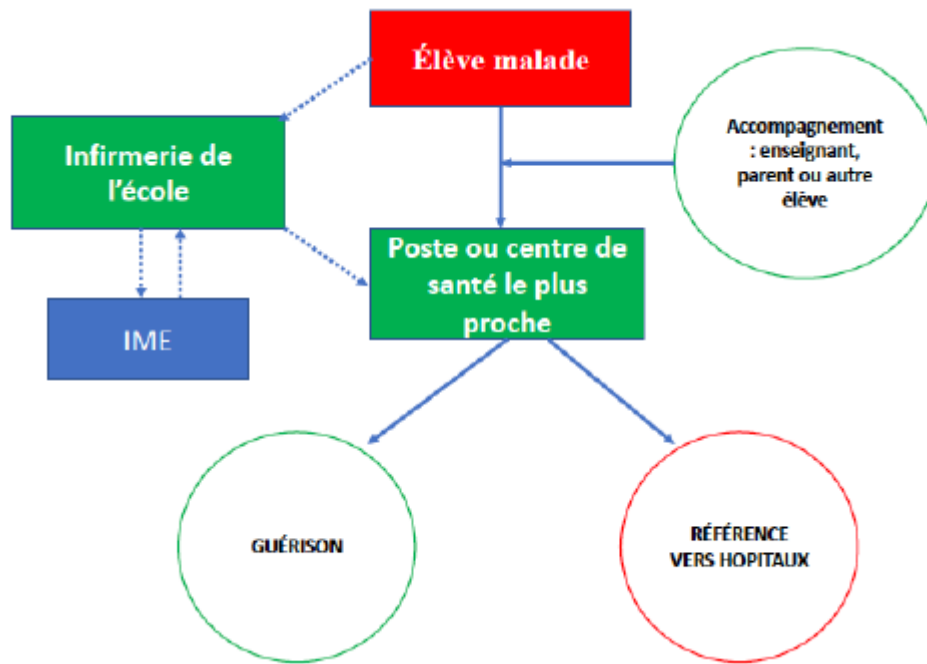 Élève malade
Accompagnement
: enseignant,
parent ou autre
élève
Infirmerie de
l'école
Poste ou centre de
santé le plus
proche
IME
GUÉRISON
RÉFÉRENCE
VERS HOPITAUX